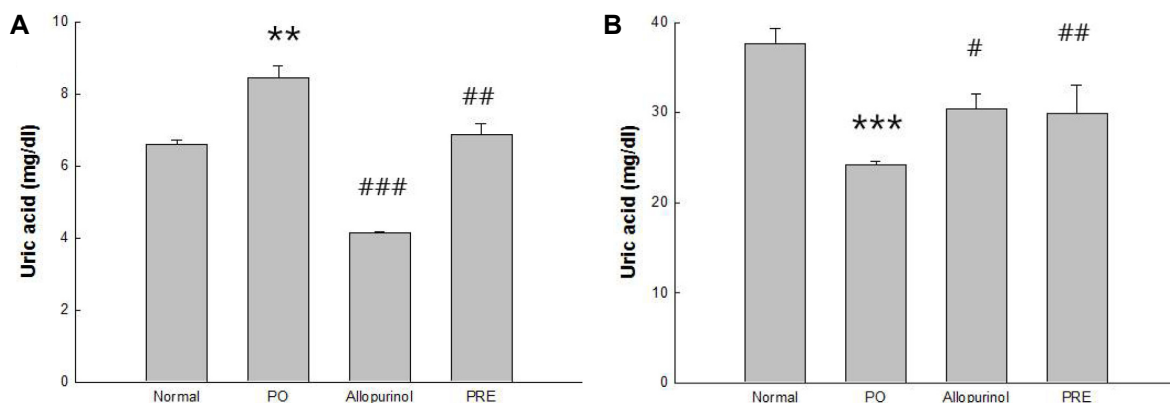 A
Uric acid (mg/dl)
10
8
6
4
2
0
**
###
##
Normal PO Allopurinol PRE
B
Uric acid (mg/dl)
40
30
20
10
0
***
#
##
Normal PO Allopurinol PRE